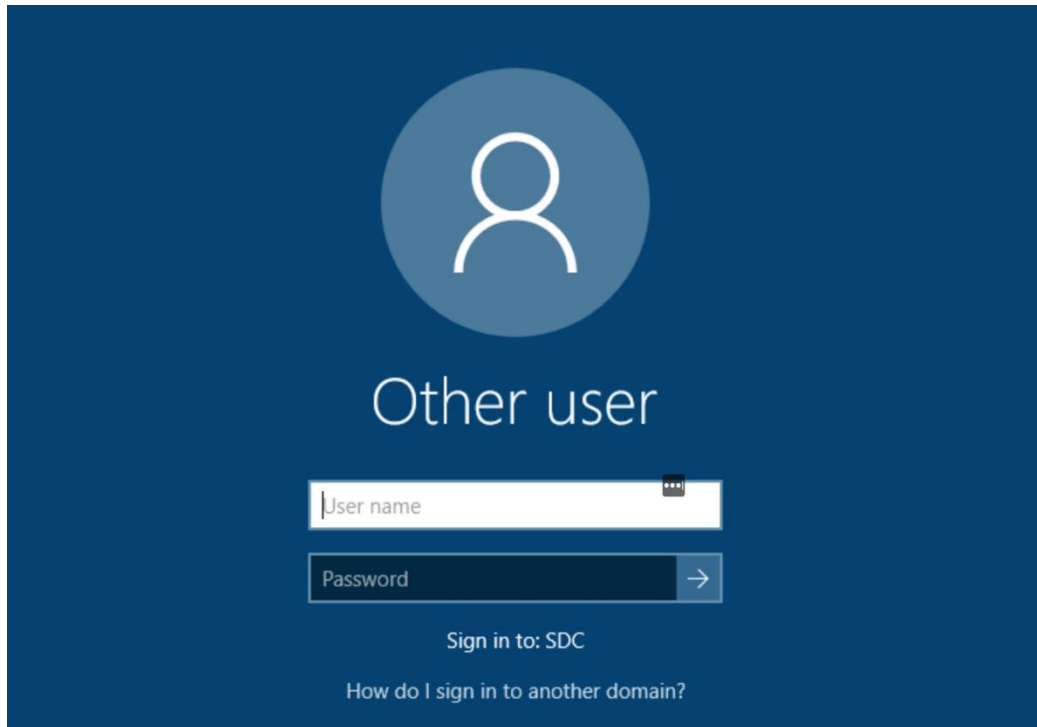 Other user
User name
Password
Sign in to: SDC
How do I sign in to another domain?